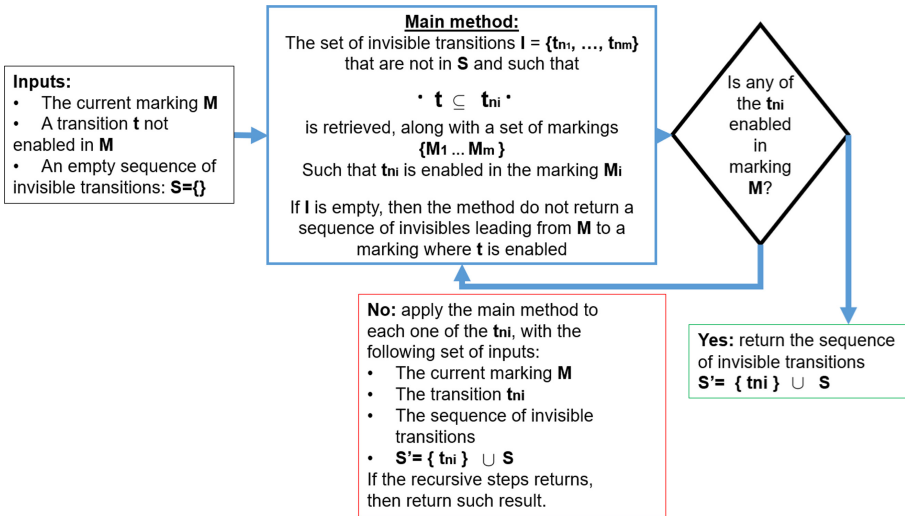 Inputs:
• The current marking M
• A transition t not
enabled in M
• An empty sequence of
invisible transitions: S={}
Main method:
The set of invisible transitions I = {tn1, …, tnm}
that are not in S and such that
• t ⊆ tni •
is retrieved, along with a set of markings
{M1 ... Mm }
Such that tni is enabled in the marking Mi
If I is empty, then the method do not return a
sequence of invisibles leading from M to a
marking where t is enabled
Is any of
the tni
enabled
in
marking
M?
No: apply the main method to
each one of the tni, with the
following set of inputs:
• The current marking M
• The transition tni
• The sequence of invisible
transitions
• S’= { tni } ∪ S
If the recursive steps returns,
then return such result.
Yes: return the sequence
of invisible transitions
S’= { tni } ∪ S